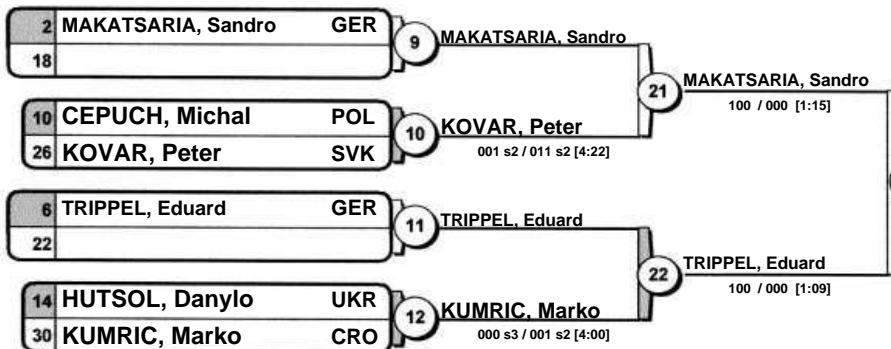 2 MAKATSARIA, Sandro GER
18
9
MAKATSARIA, Sandro
10 CEPUCH, Michal POL
26 KOVAR, Peter SVK
10
KOVAR, Peter
001 s2 / 011 s2 [4:22]
21
MAKATSARIA, Sandro
100 / 000 [1:15]
6 TRIPPEL, Eduard GER
22
11
TRIPPEL, Eduard
14 HUTSOL, Danylo UKR
30 KUMRIC, Marko CRO
12
KUMRIC, Marko
000 s3 / 001 s2 [4:00]
22
TRIPPEL, Eduard
100 / 000 [1:09]